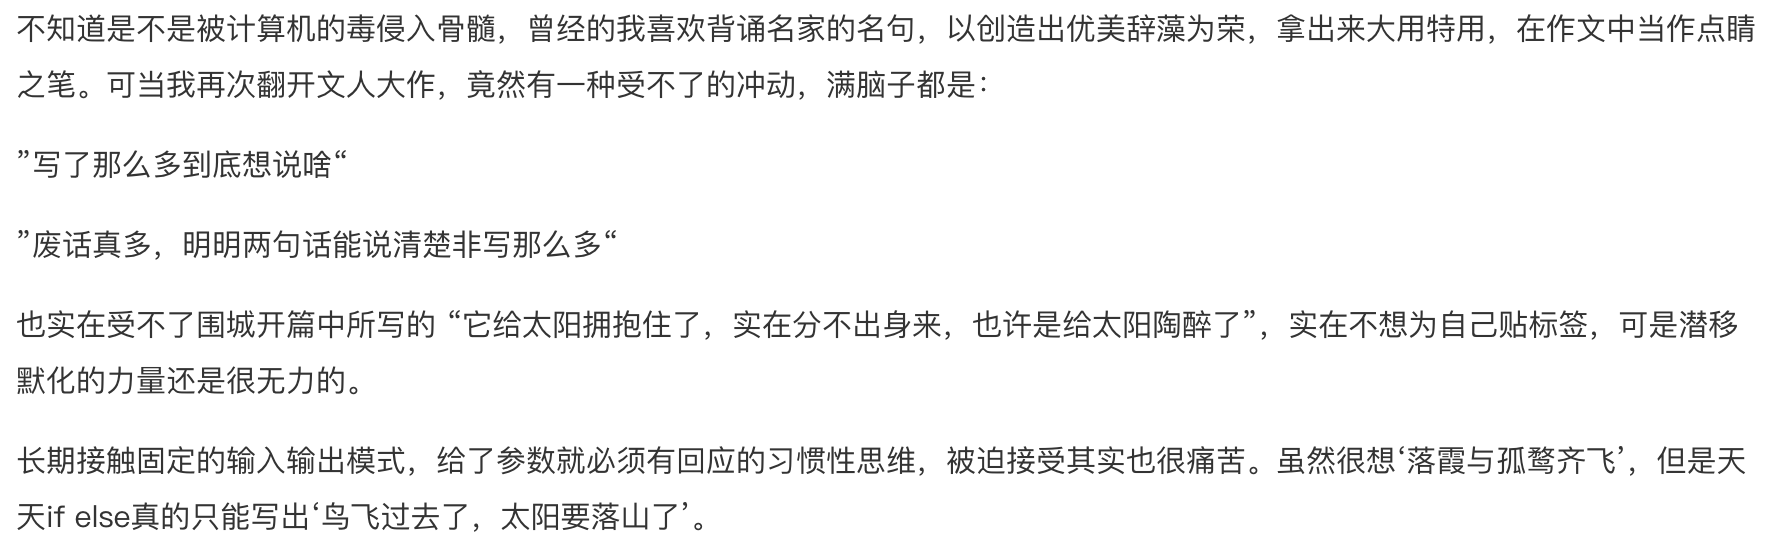 不知道是不是被计算机的毒侵入骨髓，曾经的我喜欢背诵名家的名句，以创造出优美辞藻为荣，拿出来大用特用，在作文中当作点睛
之笔。可当我再次翻开文人大作，竟然有一种受不了的冲动，满脑子都是：
”写了那么多到底想说啥“
”废话真多，明明两句话能说清楚非写那么多“
也实在受不了围城开篇中所写的 “它给太阳拥抱住了，实在分不出身来，也许是给太阳陶醉了”，实在不想为自己贴标签，可是潜移
默化的力量还是很无力的。
长期接触固定的输入输出模式，给了参数就必须有回应的习惯性思维，被迫接受其实也很痛苦。虽然很想‘落霞与孤鹜齐飞’，但是天
天if else真的只能写出‘鸟飞过去了，太阳要落山了’。